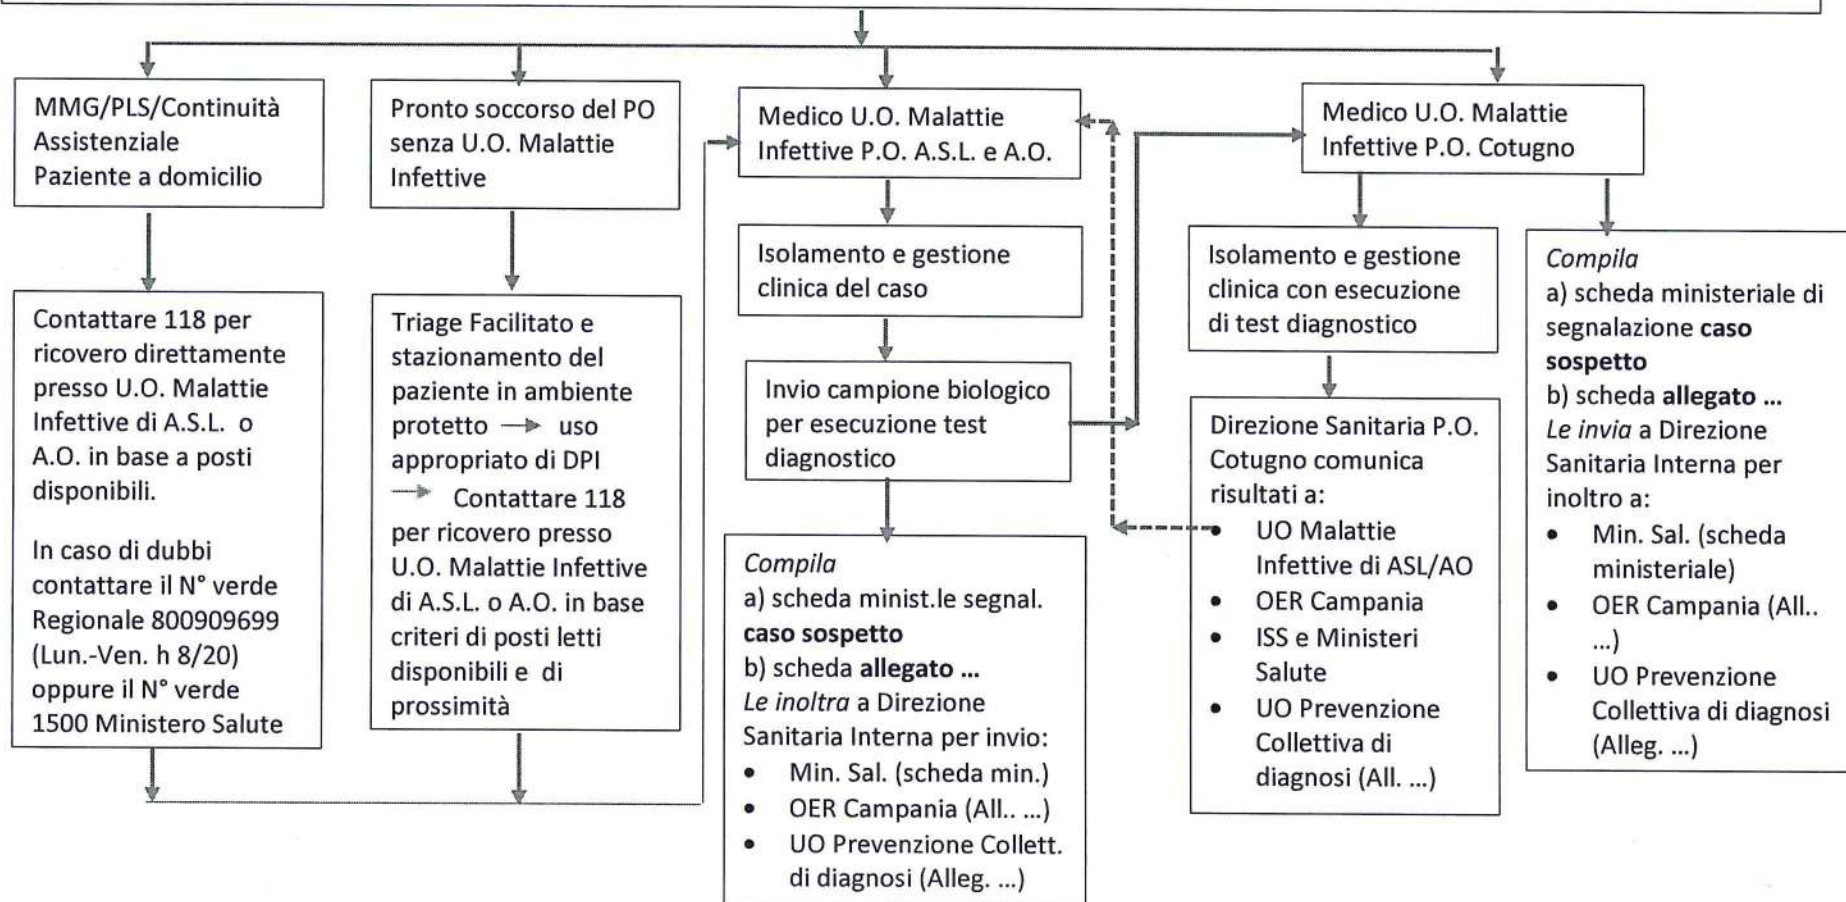 MMG/PLS/Continuità
Assistenziale
Paziente a domicilio
Contattare 118 per
ricovero direttamente
presso U.O. Malattie
Infettive di A.S.L. o
A.O. in base a posti
disponibili.
In caso di dubbi
contattare il N° verde
Regionale 800909699
(Lun.-Ven. h 8/20)
oppure il N° verde
1500 Ministero Salute
Pronto soccorso del PO
senza U.O. Malattie
Infettive
Triage Facilitato e
stazionamento del
paziente in ambiente
protetto → uso
appropriato di DPI
→ Contattare 118
per ricovero presso
U.O. Malattie Infettive
di A.S.L. o A.O. in base
criteri di posti letti
disponibili e di
prossimità
Medico U.O. Malattie
Infettive P.O. A.S.L. e A.O.
Isolamento e gestione
clinica del caso
Invio campione biologico
per esecuzione test
diagnostico
Compila
a) scheda minist.le segnal.
caso sospetto
b) scheda allegato ...
Le inoltra a Direzione
Sanitaria Interna per invio:
• Min. Sal. (scheda min.)
• OER Campania (All.. ...)
• UO Prevenzione Collett.
di diagnosi (Alleg. ...)
Medico U.O. Malattie
Infettive P.O. Cotugno
Isolamento e gestione
clinica con esecuzione
di test diagnostico
Direzione Sanitaria P.O.
Cotugno comunica
risultati a:
• UO Malattie
Infettive di ASL/AO
• OER Campania
• ISS e Ministeri
Salute
• UO Prevenzione
Collettiva di
diagnosi (All. ...)
Compila
a) scheda ministeriale di
segnalazione caso
sospetto
b) scheda allegato ...
Le invia a Direzione
Sanitaria Interna per
inoltro a:
• Min. Sal. (scheda
ministeriale)
• OER Campania (All..
...)
• UO Prevenzione
Collettiva di diagnosi
(Alleg. ...)